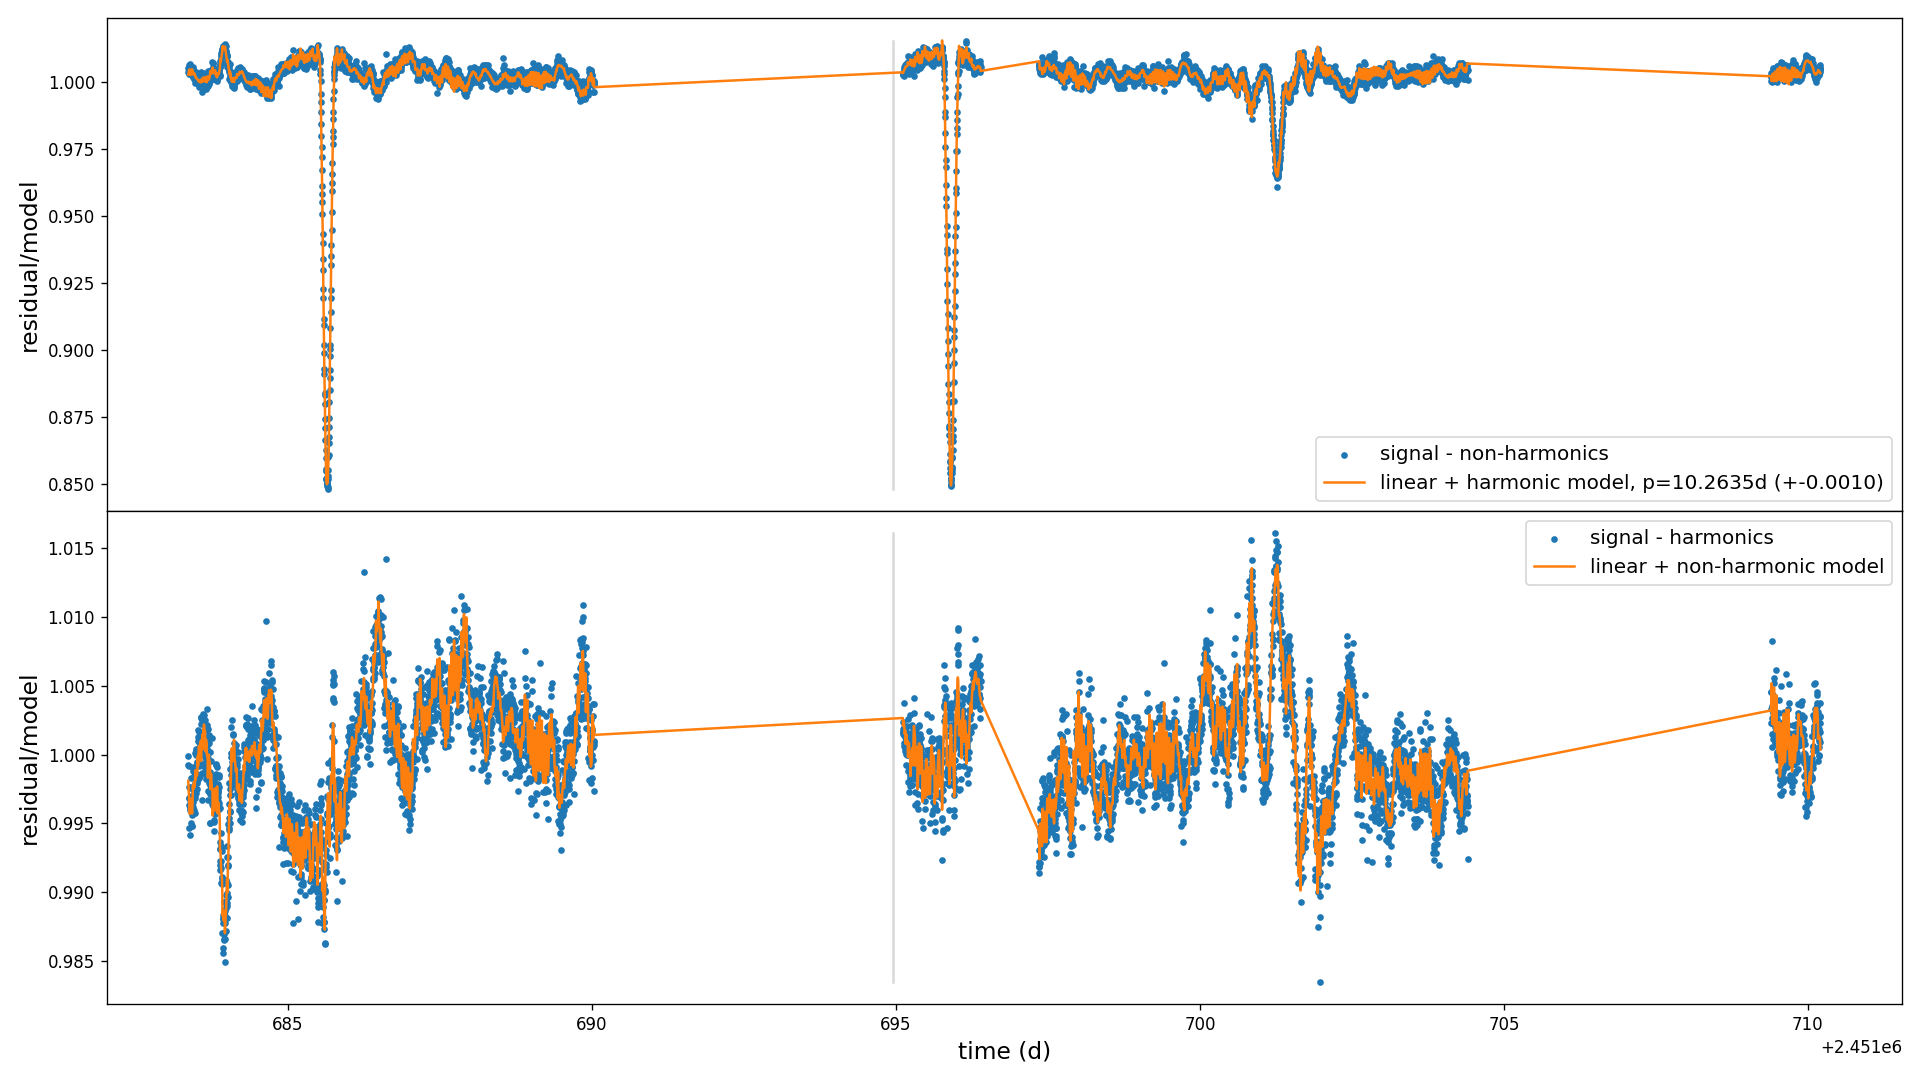 residual/model
1.000
0.975
0.950
0.925
0.900
0.875
0.850
signal - non-harmonics
linear + harmonic model, p=10.2635d (+-0.0010)
residual/model
1.015
1.010
1.005
1.000
0.995
0.990
0.985
signal - harmonics
linear + non-harmonic model
685 690 695 700 705 710
time (d)
+2.451e6